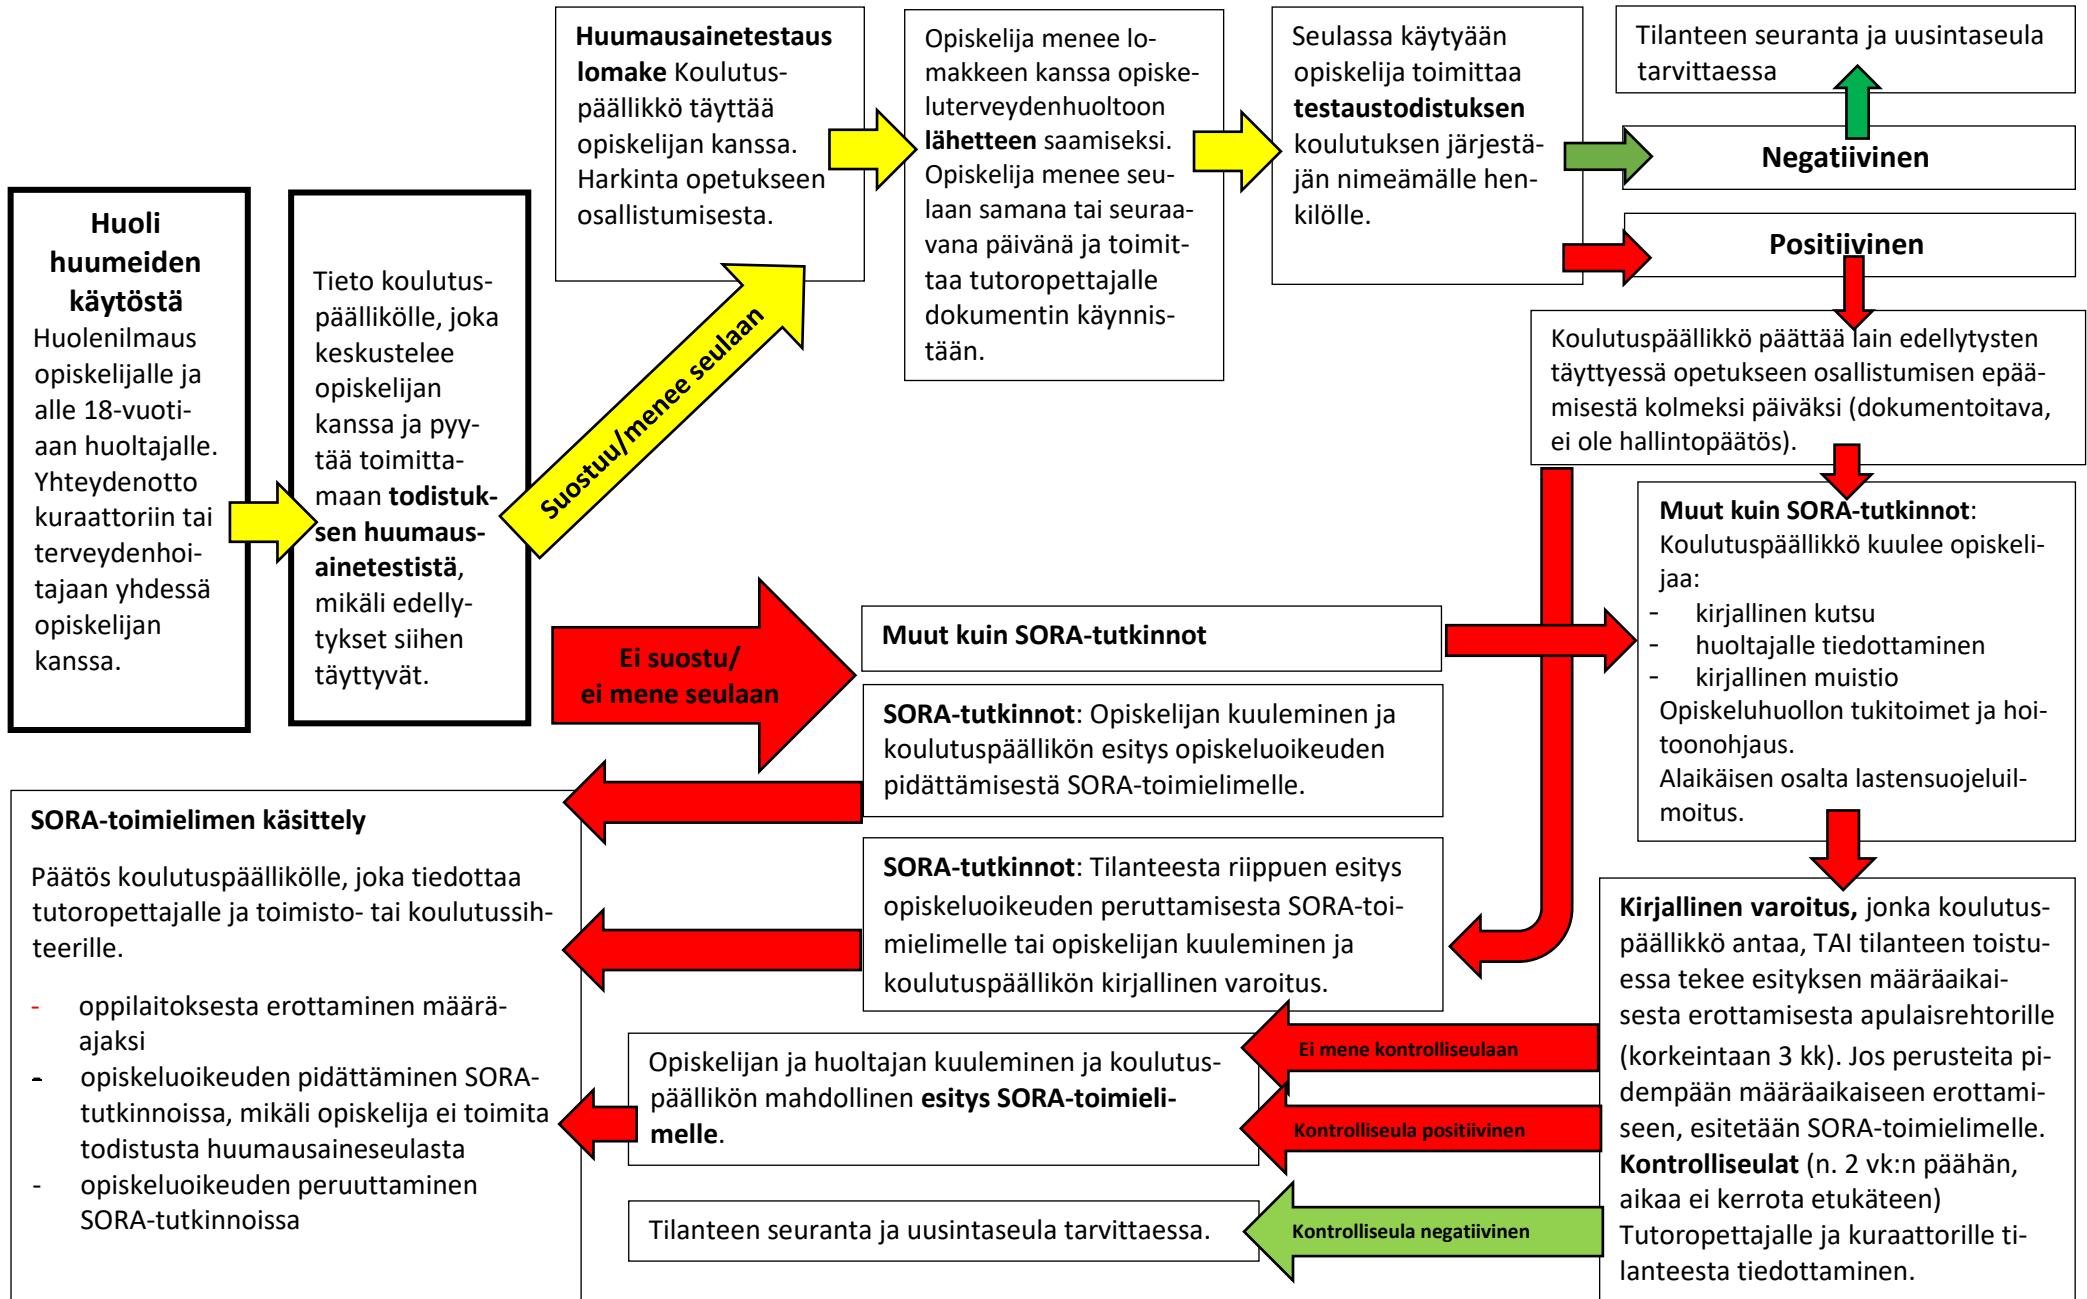 Huoli
huumeiden
käytöstä
Huolenilmaus
opiskelijalle ja
alle 18-vuoti-
aan huoltajalle.
Yhteydenotto
kuraattoriin tai
terveydenhoi-
tajaan yhdessä
opiskelijan
kanssa.
Tieto koulutus-
päällikölle, joka
keskustelee
opiskelijan
kanssa ja pyy-
tää toimitta-
maan todistuk-
sen huumaus-
ainetestistä,
mikäli edelly-
tykset siihen
täyttyvät.
Suostuu/menee seulaan
Huumausainetestaus
lomake Koulutus-
päällikkö täyttää
opiskelijan kanssa.
Harkinta opetukseen
osallistumisesta.
Opiskelija menee lo-
makkeen kanssa opiske-
luterveydenhuoltoon
lähetteen saamiseksi.
Opiskelija menee seu-
laan samana tai seuraa-
vana päivänä ja toimit-
taa tutoropettajalle
dokumentin käynnis-
tään.
Seulassa käytyään
opiskelija toimittaa
testaustodistuksen
koulutuksen järjestä-
jän nimeämälle hen-
kilölle.
Tilanteen seuranta ja uusintaseula
tarvittaessa
Negatiivinen
Positiivinen
Koulutuspäällikkö päättää lain edellytysten
täyttyessä opetukseen osallistumisen epää-
misestä kolmeksi päiväksi (dokumentoitava,
ei ole hallintopäätös).
Ei suostu/
ei mene seulaan
Muut kuin SORA-tutkinnot
SORA-tutkinnot: Opiskelijan kuuleminen ja
koulutuspäällikön esitys opiskeluoikeuden
pidättämisestä SORA-toimielimelle.
SORA-tutkinnot: Tilanteesta riippuen esitys
opiskeluoikeuden peruttamisesta SORA-toi-
mielimelle tai opiskelijan kuuleminen ja
koulutuspäällikön kirjallinen varoitus.
Muut kuin SORA-tutkinnot:
Koulutuspäällikkö kuulee opiskeli-
jaa:
- kirjallinen kutsu
- huoltajalle tiedottaminen
- kirjallinen muistio
Opiskeluhuollon tukitoimet ja hoi-
toonohjaus.
Alaikäisen osalta lastensuojeluil-
moitus.
Kirjallinen varoitus, jonka koulutus-
päällikkö antaa, TAI tilanteen toistu-
essa tekee esityksen määräaikai-
sesta erottamisesta apulaisrehtorille
(korkeintaan 3 kk). Jos perusteita pi-
dempään määräaikaiseen erottami-
seen, esitetään SORA-toimielimelle.
Kontrolliseulat (n. 2 vk:n päähän,
aikaa ei kerrota etukäteen)
Tutoropettajalle ja kuraattorille ti-
lanteesta tiedottaminen.
Ei mene kontrolliseulaan
Kontrolliseula positiivinen
Kontrolliseula negatiivinen
Opiskelijan ja huoltajan kuuleminen ja koulutus-
päällikön mahdollinen esitys SORA-toimieli-
melle.
Tilanteen seuranta ja uusintaseula tarvittaessa.
SORA-toimielimen käsittely
Päätös koulutuspäällikölle, joka tiedottaa
tutoropettajalle ja toimisto- tai koulutussih-
teerille.
- oppilaitoksesta erottaminen määrä-
ajaksi
- opiskeluoikeuden pidättäminen SORA-
tutkinnoissa, mikäli opiskelija ei toimita
todistusta huumausaineseulasta
- opiskeluoikeuden peruuttaminen
SORA-tutkinnoissa